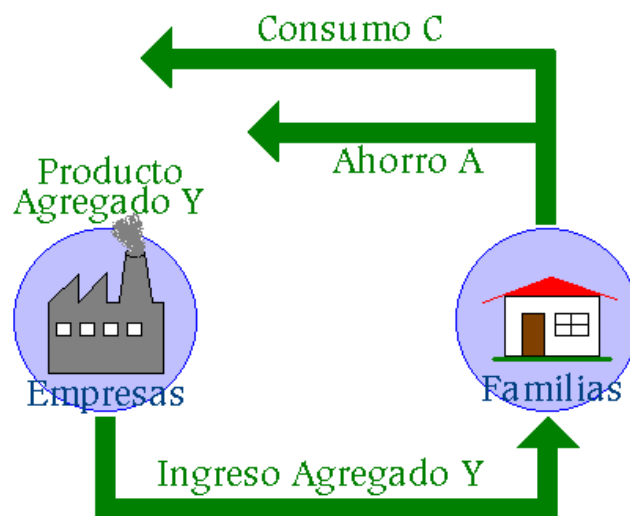 Consumo C
Ahorro A
Producto
Agregado Y
Empresas
Familias
Ingreso Agregado Y